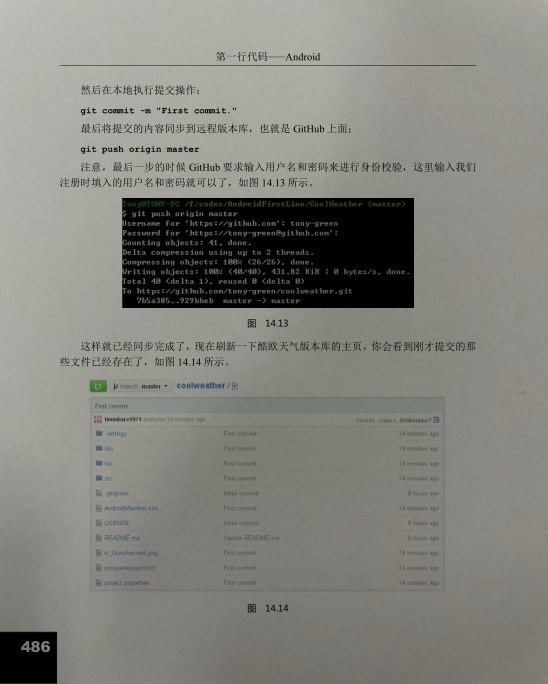 第一行代码——Android
然后在本地执行提交操作:
git commit -m "First commit."
最后将提交的内容同步到远程版本库,也就是 GitHub 上面:
git push origin master
注意,最后一步的时候 GitHub 要求输入用户名和密码来进行身份校验,这里输入我们
注册时填入的用户名和密码就可以了,如图 14.13 所示。
Tony@TONY-PC /f/codes/AndroidFirstLine/CoolWeather (master)
$ git push origin master
Username for 'https://github.com': tony-green
Password for 'https://tony-green@github.com':
Counting objects: 41, done.
Delta compression using up to 2 threads.
Compressing objects: 100% (26/26), done.
Writing objects: 100% (40/40), 431.82 KiB | 0 bytes/s, done.
Total 40 (delta 1), reused 0 (delta 0)
To https://github.com/tony-green/coolweather.git
7b5a385..929bbeb master -> master
图 14.13
这样就已经同步完成了,现在刷新一下酷欧天气版本库的主页,你会看到刚才提交的那
些文件已经存在了,如图 14.14 所示。
branch: master coolweather /
First commit.
authored 14 minutes ago latest commit
.settings First commit. 14 minutes ago
libs First commit. 14 minutes ago
res First commit. 14 minutes ago
src First commit. 14 minutes ago
.gitignore Initial commit 6 hours ago
AndroidManifest.xml First commit. 14 minutes ago
LICENSE Initial commit 6 hours ago
README.md Update README.md 6 hours ago
ic_launcher-web.png First commit. 14 minutes ago
proguard-project.txt First commit. 14 minutes ago
project.properties First commit. 14 minutes ago
图 14.14
486